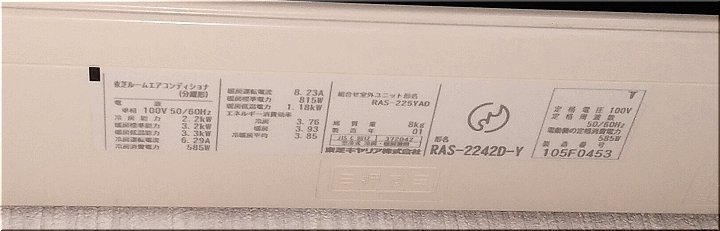 東芝ルームエアコンディショナ
(分離形)
電 源
単相 100V 50/60Hz
冷房能力 2.2kW
暖房標準能力 3.2kW
暖房低温能力 3.3kW
冷房運転電流 6.29A
冷房消費電力 585W
暖房運転電流 8.23A
暖房標準電力 815W
暖房低温電力 1.18kW
エネルギー消費効率
冷房 3.76
暖房 3.93
冷暖房平均 3.85
組合せ室外ユニット形名
RAS-225YAD
質量 8kg
製造年 01
JIS C 9612 372042
東芝キヤリア株式会社
形名
RAS-2242D-Y
T
定格電圧 100V
定格周波数
50/60Hz
電動機の定格消費電力
585W
製造番号
105F0453